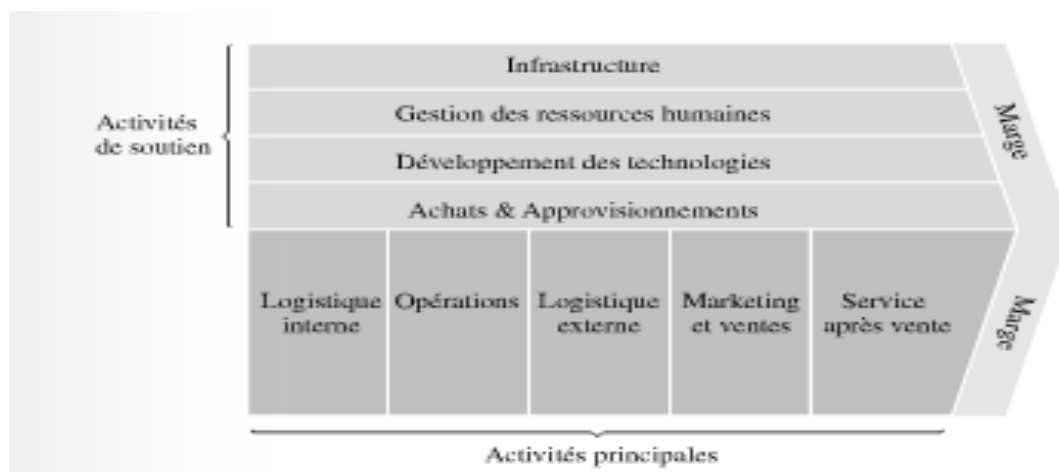 Infrastructure
Gestion des ressources humaines
Activités
de soutien
Développement des technologies
Achats & Approvisionnements
Marge
Logistique
interne
Opérations
Logistique
externe
Marketing
et ventes
Service
après vente
Marge
Activités principales